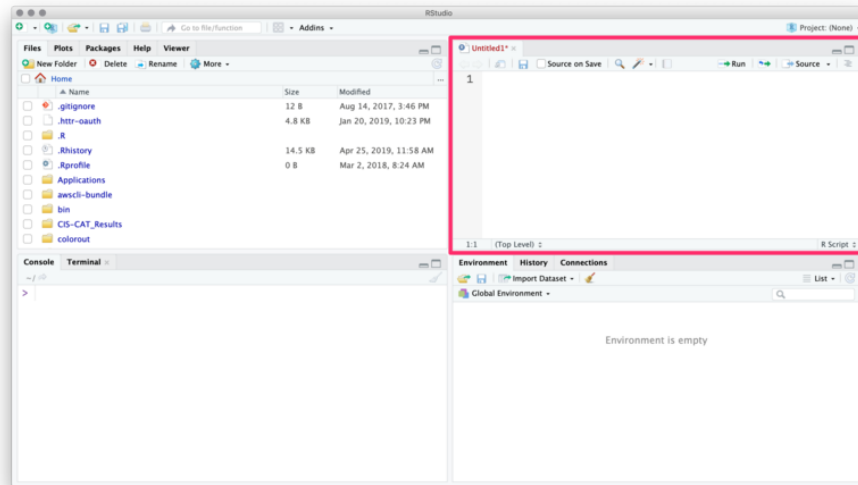 RStudio
Go to file/function
Addins
Project: (None)
Files Plots Packages Help Viewer
New Folder Delete Rename More
Home
...
Name Size Modified
.gitignore 12 B Aug 14, 2017, 3:46 PM
.httr-oauth 4.8 KB Jan 20, 2019, 10:23 PM
.R
.Rhistory 14.5 KB Apr 25, 2019, 11:58 AM
.Rprofile 0 B Mar 2, 2018, 8:24 AM
Applications
awscli-bundle
bin
CIS-CAT_Results
colorout
Untitled1*
Source on Save Run Source
1
1:1 (Top Level) R Script
Console Terminal
~/
>
Environment History Connections
Import Dataset List
Global Environment
Environment is empty